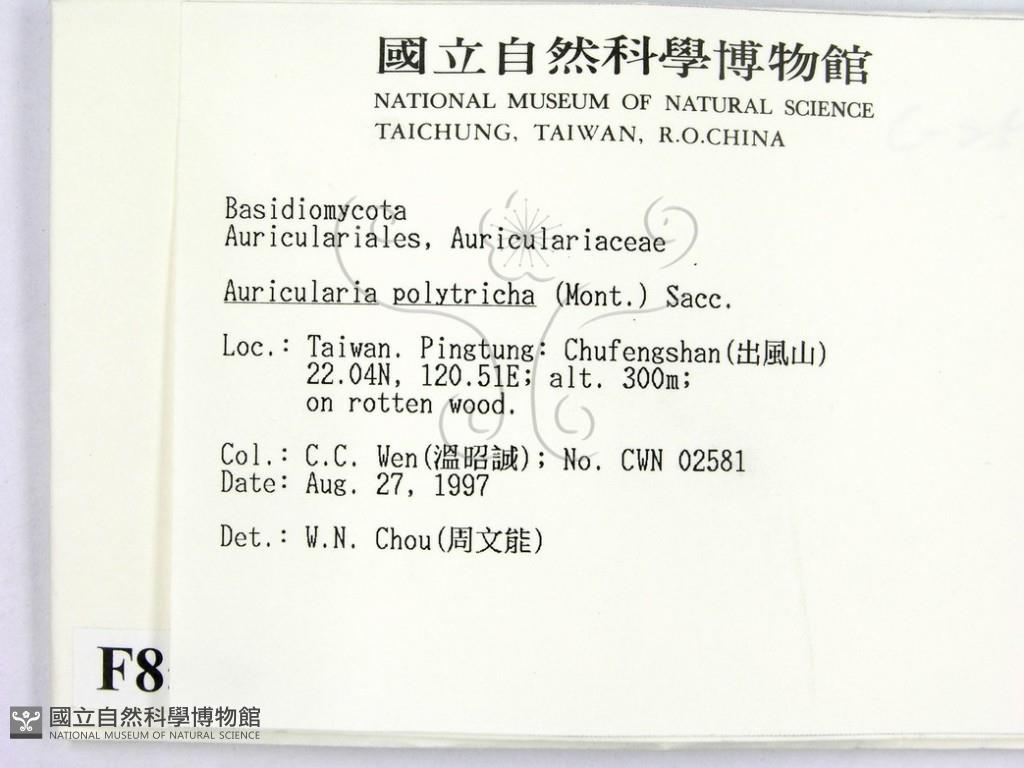 國立自然科學博物館
NATIONAL MUSEUM OF NATURAL SCIENCE
TAICHUNG, TAIWAN, R.O.CHINA
Basidiomycota
Auriculariales, Auriculariaceae
Auricularia polytricha (Mont.) Sacc.
Loc.: Taiwan. Pingtung: Chufengshan(出風山)
22.04N, 120.51E; alt. 300m;
on rotten wood.
Col.: C.C. Wen(溫昭誠); No. CWN 02581
Date: Aug. 27, 1997
Det.: W.N. Chou(周文能)
F8
國立自然科學博物館
NATIONAL MUSEUM OF NATURAL SCIENCE